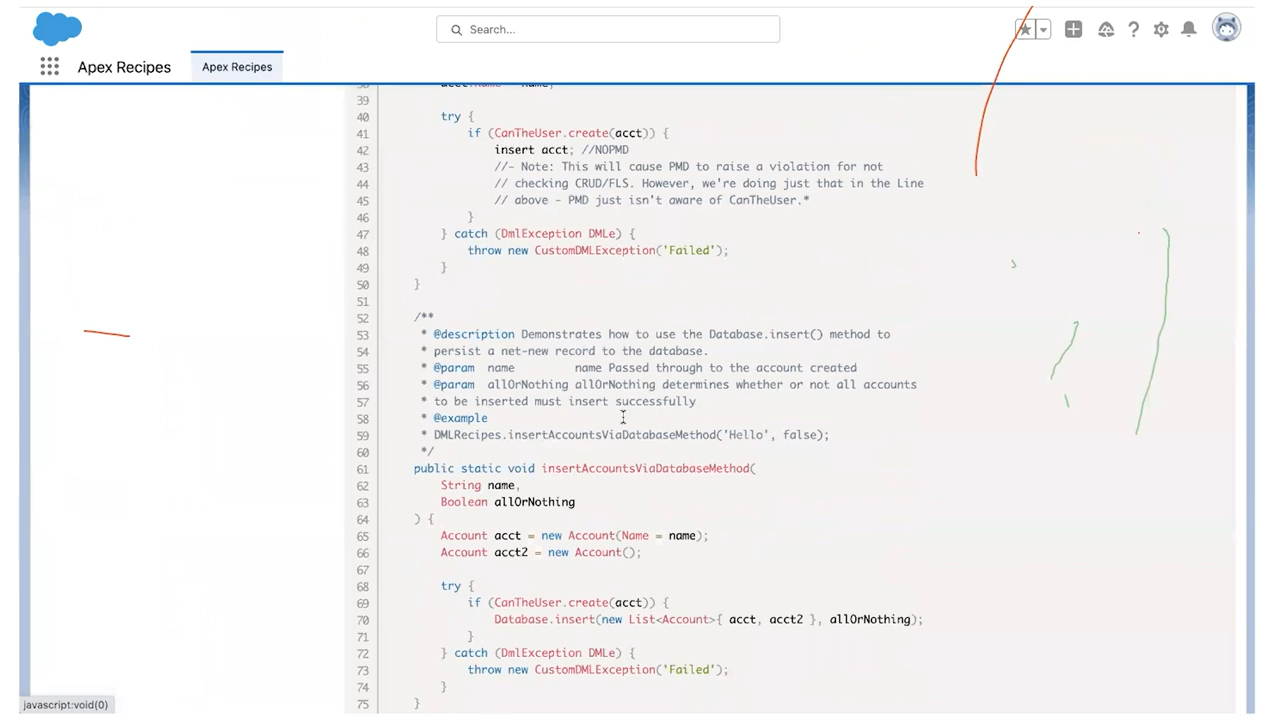 Search...
Apex Recipes
Apex Recipes
39
40 try {
41 if (CanTheUser.create(acct)) {
42 insert acct; //NOPMD
43 //- Note: This will cause PMD to raise a violation for not
44 // checking CRUD/FLS. However, we're doing just that in the Line
45 // above - PMD just isn't aware of CanTheUser.*
46 }
47 } catch (DmlException DMLe) {
48 throw new CustomDMLException('Failed');
49 }
50 }
51
52 /**
53 * @description Demonstrates how to use the Database.insert() method to
54 * persist a net-new record to the database.
55 * @param name name Passed through to the account created
56 * @param allOrNothing allOrNothing determines whether or not all accounts
57 * to be inserted must insert successfully
58 * @example
59 * DMLRecipes.insertAccountsViaDatabaseMethod('Hello', false);
60 */
61 public static void insertAccountsViaDatabaseMethod(
62 String name,
63 Boolean allOrNothing
64 ) {
65 Account acct = new Account(Name = name);
66 Account acct2 = new Account();
67
68 try {
69 if (CanTheUser.create(acct)) {
70 Database.insert(new List<Account>{ acct, acct2 }, allOrNothing);
71 }
72 } catch (DmlException DMLe) {
73 throw new CustomDMLException('Failed');
74 }
75 }
javascript:void(0)